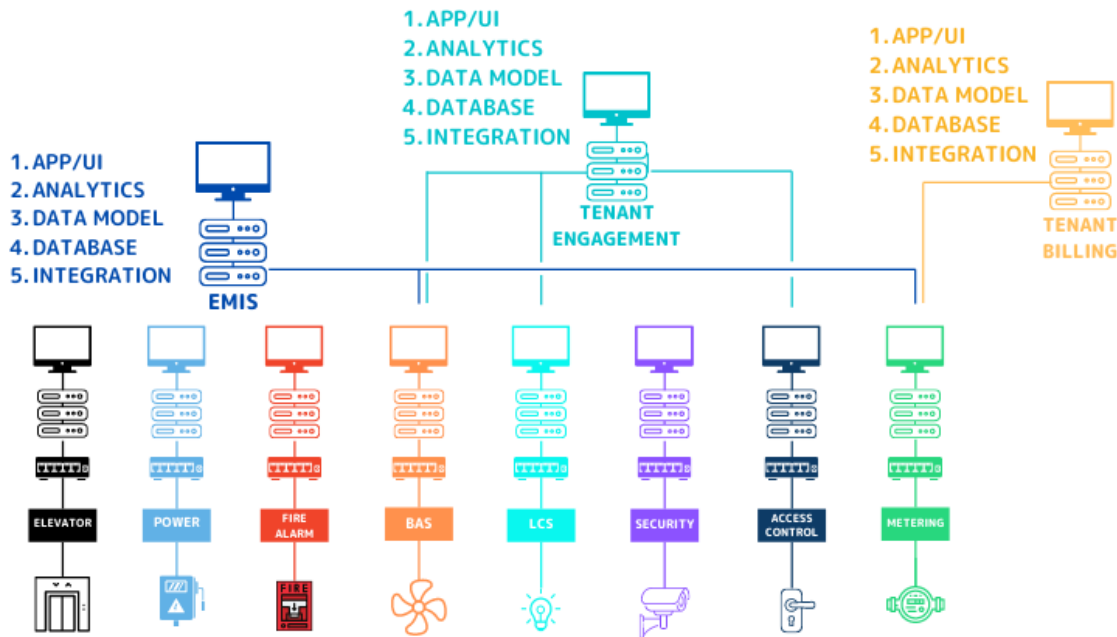 1. APP/UI
2. ANALYTICS
3. DATA MODEL
4. DATABASE
5. INTEGRATION
TENANT
ENGAGEMENT
1. APP/UI
2. ANALYTICS
3. DATA MODEL
4. DATABASE
5. INTEGRATION
TENANT
BILLING
1. APP/UI
2. ANALYTICS
3. DATA MODEL
4. DATABASE
5. INTEGRATION
EMIS
ELEVATOR
POWER
FIRE
ALARM
BAS
LCS
SECURITY
ACCESS
CONTROL
METERING
FIRE